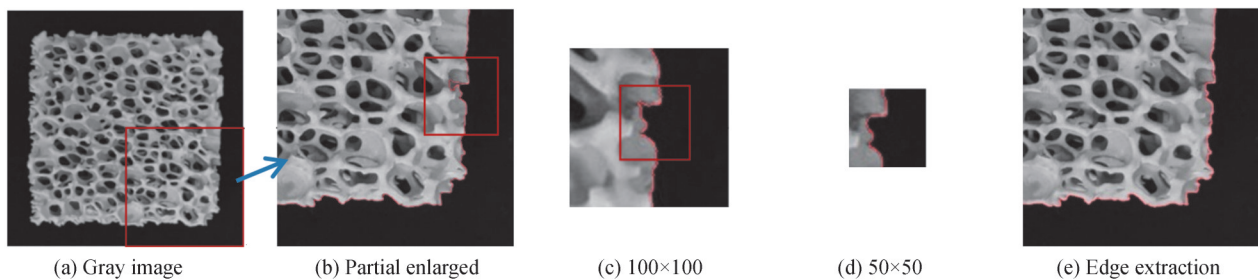 (a) Gray image
(b) Partial enlarged
(c) 100×100
(d) 50×50
(e) Edge extraction